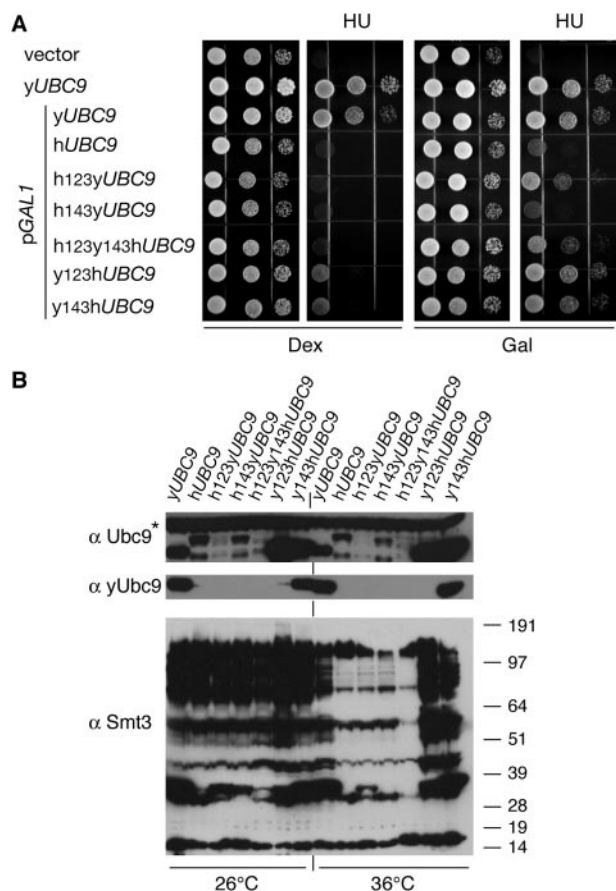 A
HU
HU
vector
yUBC9
pGAL1
yUBC9
hUBC9
h123yUBC9
h143yUBC9
h123y143hUBC9
y123hUBC9
y143hUBC9
Dex
Gal
B
yUBC9
hUBC9
h123yUBC9
h143yUBC9
h123y143hUBC9
y123hUBC9
y143hUBC9
yUBC9
hUBC9
h123yUBC9
h143yUBC9
h123y143hUBC9
y123hUBC9
y143hUBC9
α Ubc9*
α yUbc9
α Smt3
191
97
64
51
39
28
19
14
26°C
36°C